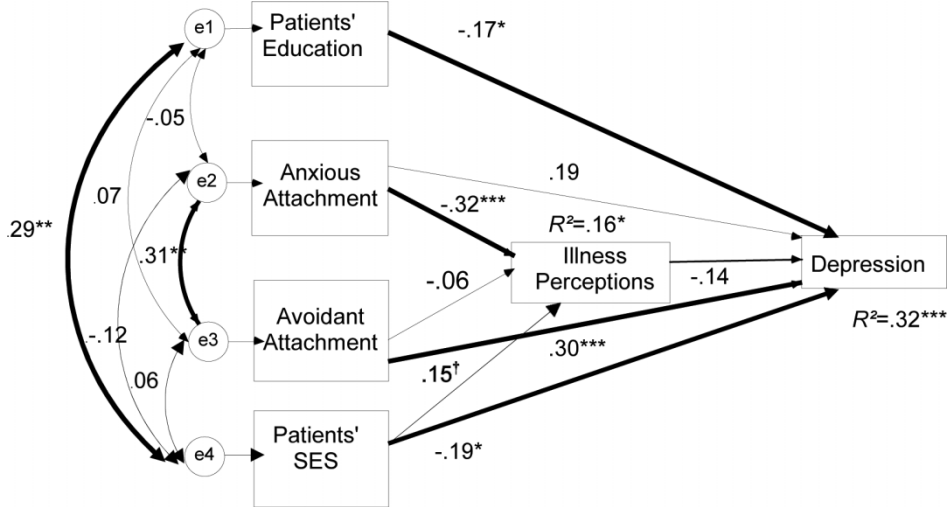 e1
Patients'
Education
-.17*
-.05
e2
Anxious
Attachment
.19
.07
-.32***
R²=.16*
.29**
.31**
Illness
Perceptions
Depression
-.06
-.14
e3
Avoidant
Attachment
R²=.32***
-.12
.30***
.15†
.06
Patients'
SES
e4
-.19*